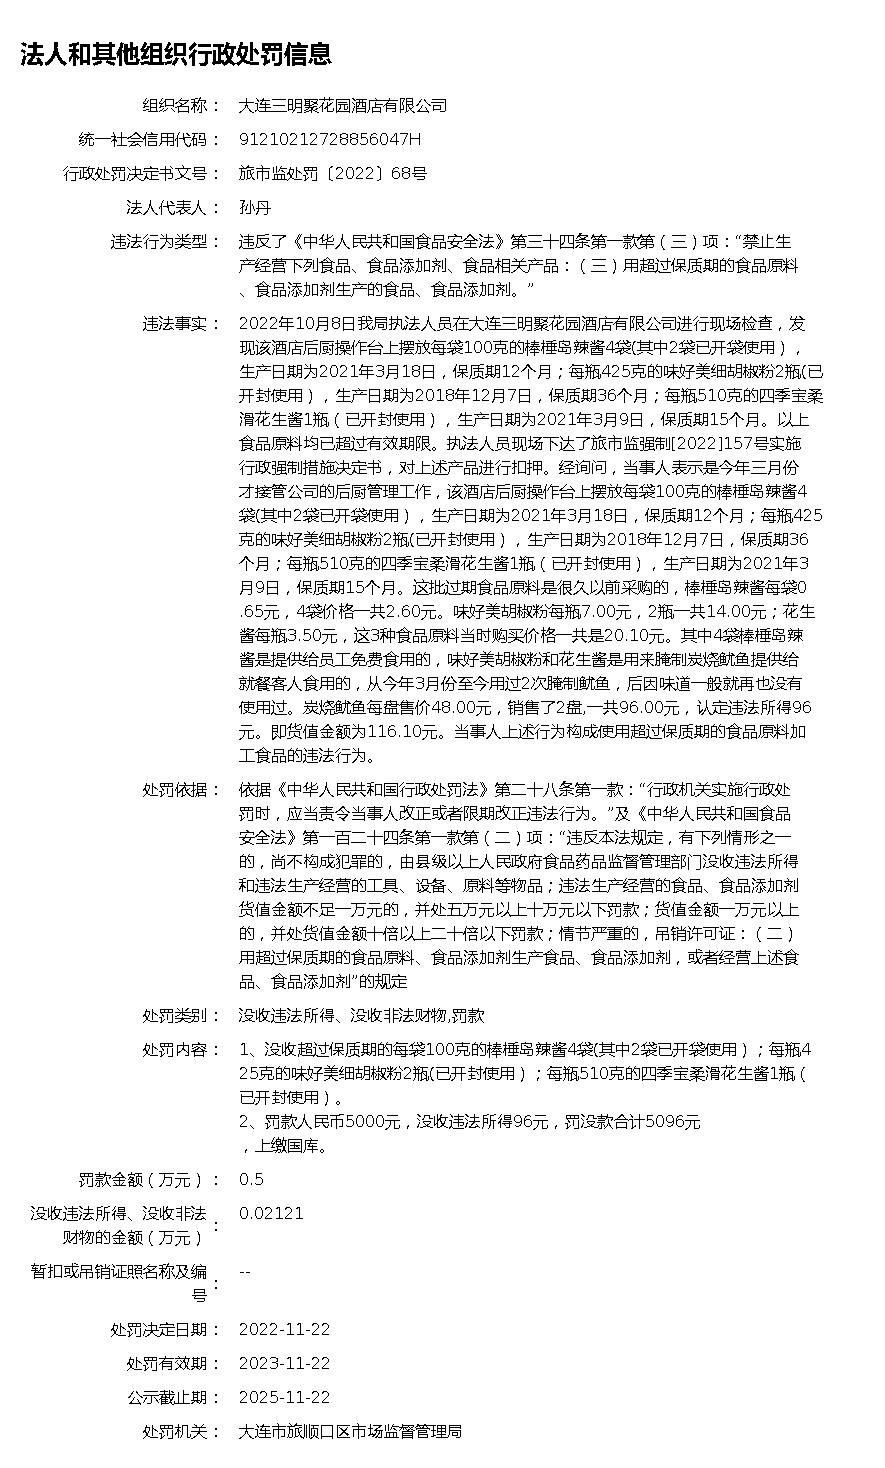 法人和其他组织行政处罚信息
组织名称： 大连三明聚花园酒店有限公司
统一社会信用代码： 91210212728856047H
行政处罚决定书文号： 旅市监处罚〔2022〕68号
法人代表人： 孙丹
违法行为类型： 违反了《中华人民共和国食品安全法》第三十四条第一款第（三）项：“禁止生
产经营下列食品、食品添加剂、食品相关产品：（三）用超过保质期的食品原料
、食品添加剂生产的食品、食品添加剂。”
违法事实： 2022年10月8日我局执法人员在大连三明聚花园酒店有限公司进行现场检查，发
现该酒店后厨操作台上摆放每袋100克的棒棰岛辣酱4袋(其中2袋已开袋使用），
生产日期为2021年3月18日，保质期12个月；每瓶425克的味好美细胡椒粉2瓶(已
开封使用），生产日期为2018年12月7日，保质期36个月；每瓶510克的四季宝柔
滑花生酱1瓶（已开封使用），生产日期为2021年3月9日，保质期15个月。以上
食品原料均已超过有效期限。执法人员现场下达了旅市监强制[2022]157号实施
行政强制措施决定书，对上述产品进行扣押。经询问，当事人表示是今年三月份
才接管公司的后厨管理工作，该酒店后厨操作台上摆放每袋100克的棒棰岛辣酱4
袋(其中2袋已开袋使用），生产日期为2021年3月18日，保质期12个月；每瓶425
克的味好美细胡椒粉2瓶(已开封使用），生产日期为2018年12月7日，保质期36
个月；每瓶510克的四季宝柔滑花生酱1瓶（已开封使用），生产日期为2021年3
月9日，保质期15个月。这批过期食品原料是很久以前采购的，棒棰岛辣酱每袋0
.65元，4袋价格一共2.60元。味好美胡椒粉每瓶7.00元，2瓶一共14.00元；花生
酱每瓶3.50元，这3种食品原料当时购买价格一共是20.10元。其中4袋棒棰岛辣
酱是提供给员工免费食用的，味好美胡椒粉和花生酱是用来腌制炭烧鱿鱼提供给
就餐客人食用的，从今年3月份至今用过2次腌制鱿鱼，后因味道一般就再也没有
使用过。炭烧鱿鱼每盘售价48.00元，销售了2盘,一共96.00元，认定违法所得96
元。即货值金额为116.10元。当事人上述行为构成使用超过保质期的食品原料加
工食品的违法行为。
处罚依据： 依据《中华人民共和国行政处罚法》第二十八条第一款：“行政机关实施行政处
罚时，应当责令当事人改正或者限期改正违法行为。”及《中华人民共和国食品
安全法》第一百二十四条第一款第（二）项：“违反本法规定，有下列情形之一
的，尚不构成犯罪的，由县级以上人民政府食品药品监督管理部门没收违法所得
和违法生产经营的工具、设备、原料等物品；违法生产经营的食品、食品添加剂
货值金额不足一万元的，并处五万元以上十万元以下罚款；货值金额一万元以上
的，并处货值金额十倍以上二十倍以下罚款；情节严重的，吊销许可证：（二）
用超过保质期的食品原料、食品添加剂生产食品、食品添加剂，或者经营上述食
品、食品添加剂”的规定
处罚类别： 没收违法所得、没收非法财物,罚款
处罚内容： 1、没收超过保质期的每袋100克的棒棰岛辣酱4袋(其中2袋已开袋使用）；每瓶4
25克的味好美细胡椒粉2瓶(已开封使用）；每瓶510克的四季宝柔滑花生酱1瓶（
已开封使用）。
2、罚款人民币5000元，没收违法所得96元，罚没款合计5096元
，上缴国库。
罚款金额（万元）： 0.5
没收违法所得、没收非法
财物的金额（万元）： 0.02121
暂扣或吊销证照名称及编
号： --
处罚决定日期： 2022-11-22
处罚有效期： 2023-11-22
公示截止期： 2025-11-22
处罚机关： 大连市旅顺口区市场监督管理局